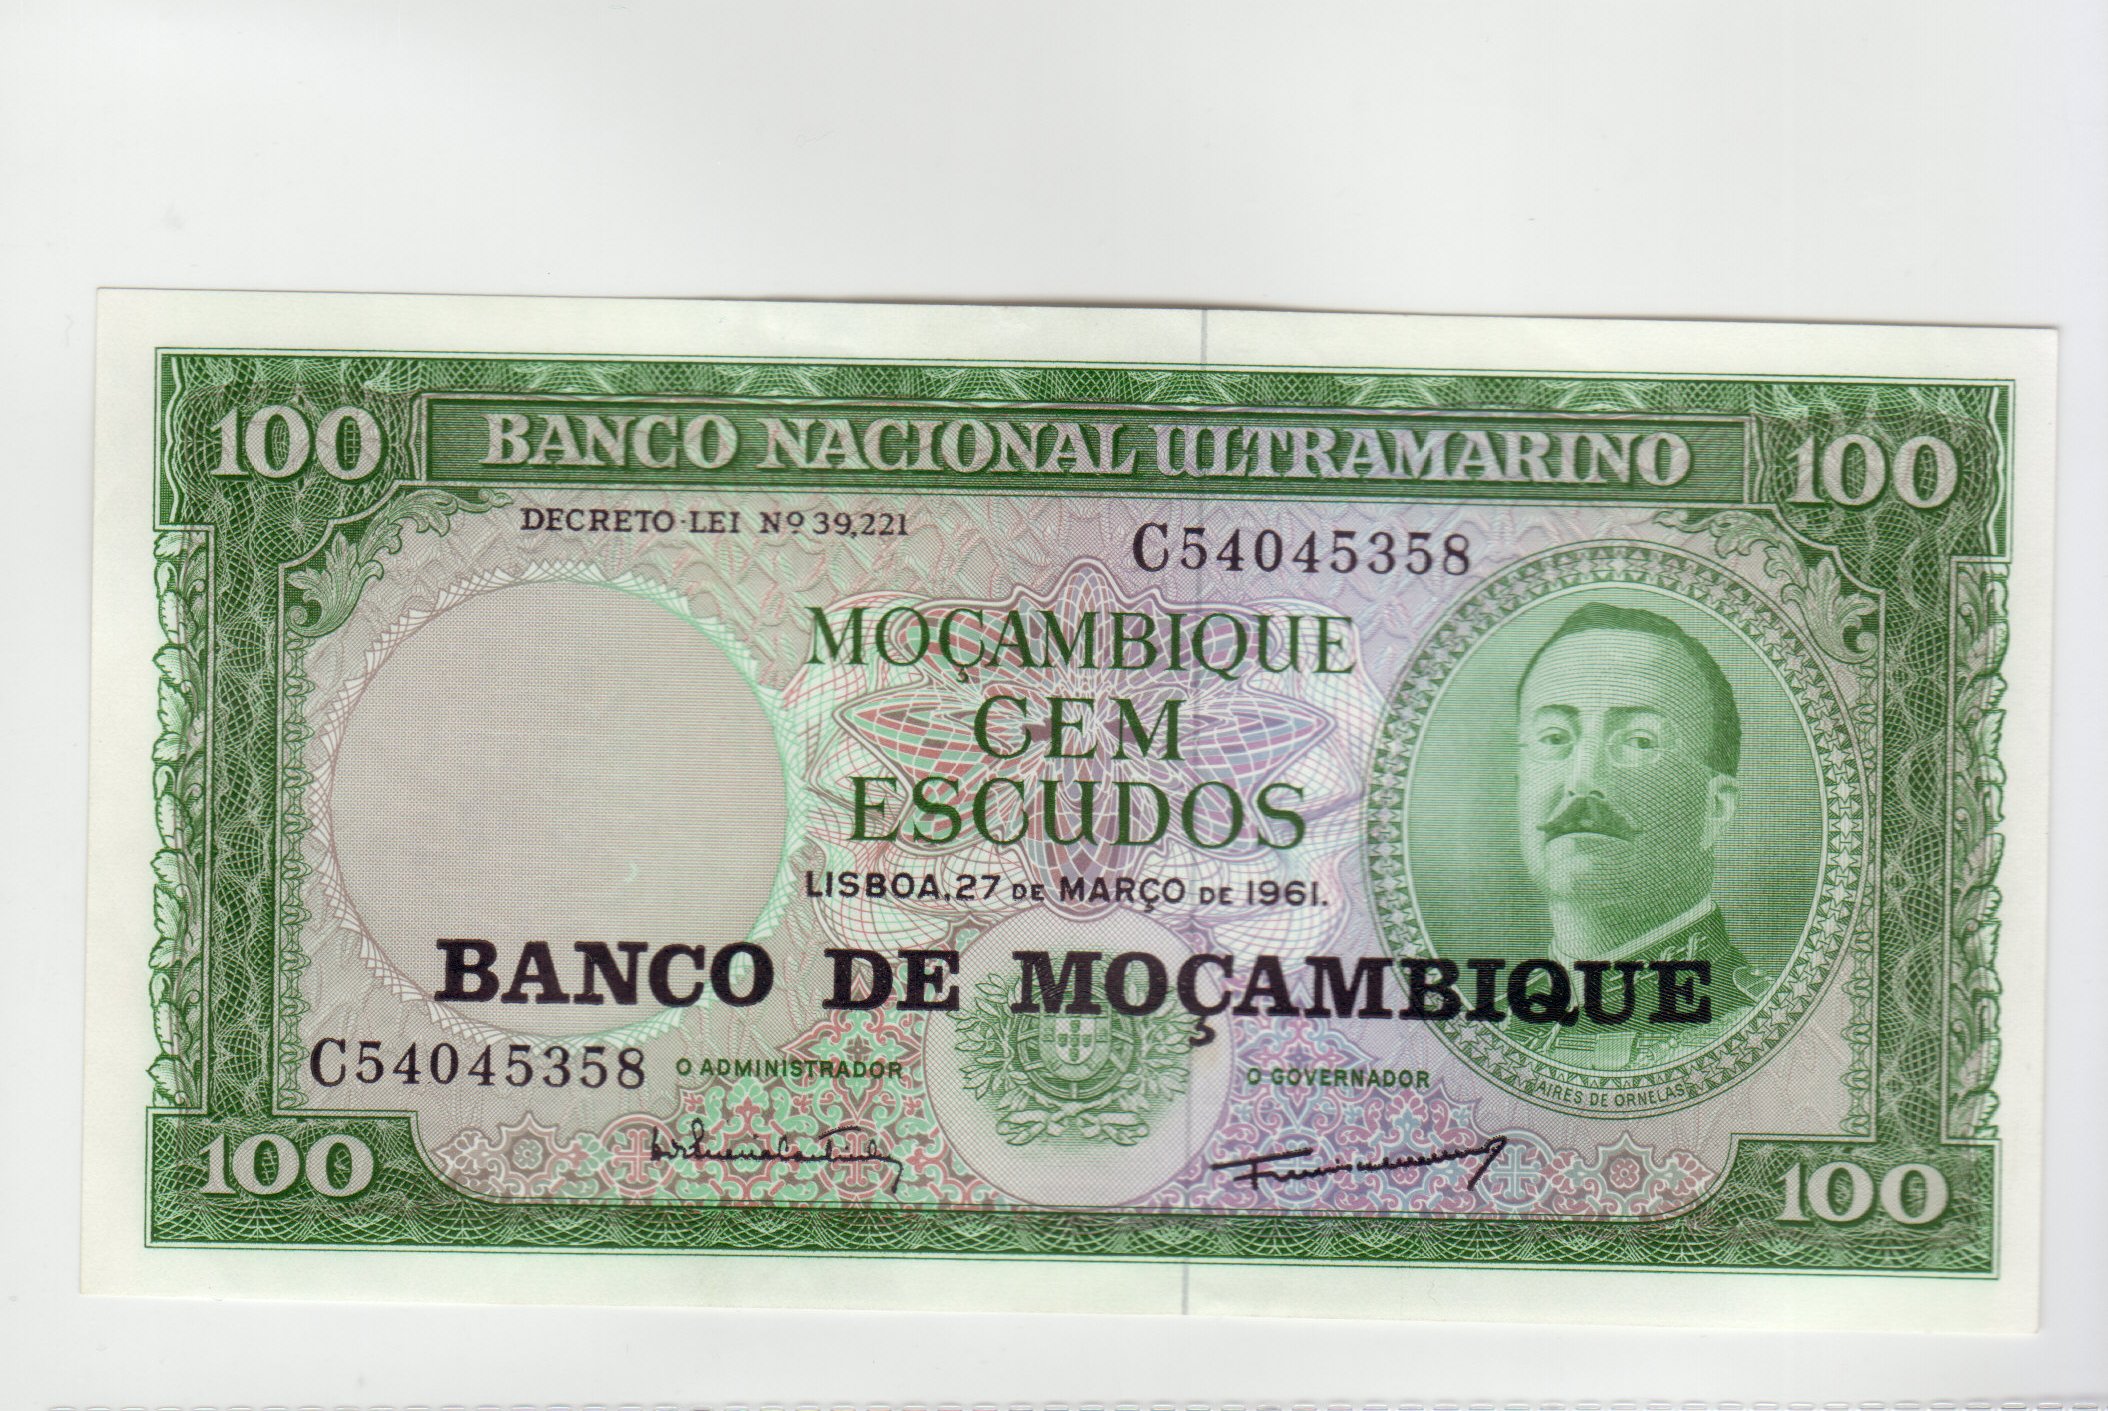 100 BANCO NACIONAL ULTRAMARINO 100
DECRETO-LEI Nº 39,221
C54045358
MOÇAMBIQUE
CEM
ESCUDOS
LISBOA, 27 DE MARÇO DE 1961.
BANCO DE MOÇAMBIQUE
C54045358
O ADMINISTRADOR
O GOVERNADOR
AIRES DE ORNELAS
100
100